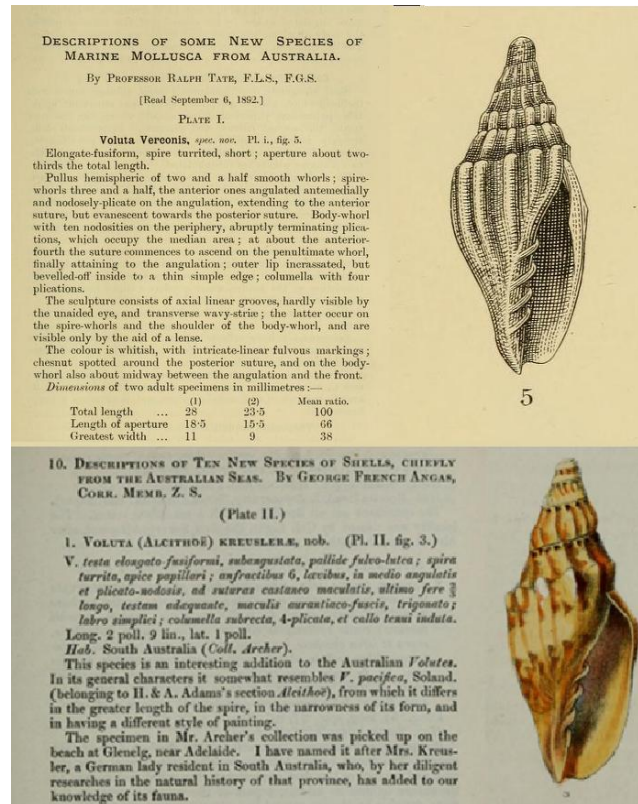 DESCRIPTIONS OF SOME NEW SPECIES OF
MARINE MOLLUSCA FROM AUSTRALIA.
By PROFESSOR RALPH TATE, F.L.S., F.G.S.
[Read September 6, 1892.]
PLATE I.
Voluta Verconis, spec. nov. Pl. i., fig. 5.
Elongate-fusiform, spire turrited, short; aperture about two-
thirds the total length.
Pullus hemispheric of two and a half smooth whorls; spire-
whorls three and a half, the anterior ones angulated antemedially
and nodosely-plicate on the angulation, extending to the anterior
suture, but evanescent towards the posterior suture. Body-whorl
with ten nodosities on the periphery, abruptly terminating plica-
tions, which occupy the median area; at about the anterior-
fourth the suture commences to ascend on the penultimate whorl,
finally attaining to the angulation; outer lip incrassated, but
bevelled-off inside to a thin simple edge; columella with four
plications.
The sculpture consists of axial linear grooves, hardly visible by
the unaided eye, and transverse wavy-striæ; the latter occur on
the spire-whorls and the shoulder of the body-whorl, and are
visible only by the aid of a lense.
The colour is whitish, with intricate-linear fulvous markings;
chesnut spotted around the posterior suture, and on the body-
whorl also about midway between the angulation and the front.
Dimensions of two adult specimens in millimetres:—
(1) (2) Mean ratio.
Total length ... 28 23·5 100
Length of aperture 18·5 15·5 66
Greatest width ... 11 9 38
5
10. DESCRIPTIONS OF TEN NEW SPECIES OF SHELLS, CHIEFLY
FROM THE AUSTRALIAN SEAS. BY GEORGE FRENCH ANGAS,
CORR. MEMB. Z. S.
(Plate II.)
1. VOLUTA (ALCITHOË) KREUSLERÆ, nob. (Pl. II. fig. 3.)
V. testa elongato-fusiformi, subangustata, pallide fulvo-lutea; spira
turrita, apice papillari; anfractibus 6, lævibus, in medio angulatis
et plicato-nodosis, ad suturas castaneo maculatis, ultimo fere ⅔
longo, testam adequante, maculis aurantiaco-fuscis, trigonato;
labro simplici; columella subrecta, 4-plicata, et callo tenui induta.
Long. 2 poll. 9 lin., lat. 1 poll.
Hab. South Australia (Coll. Archer).
This species is an interesting addition to the Australian Volutes.
In its general characters it somewhat resembles V. pacifica, Soland.
(belonging to H. & A. Adams's section Alcithoë), from which it differs
in the greater length of the spire, in the narrowness of its form, and
in having a different style of painting.
The specimen in Mr. Archer's collection was picked up on the
beach at Glenelg, near Adelaide. I have named it after Mrs. Kreus-
ler, a German lady resident in South Australia, who, by her diligent
researches in the natural history of that province, has added to our
knowledge of its fauna.